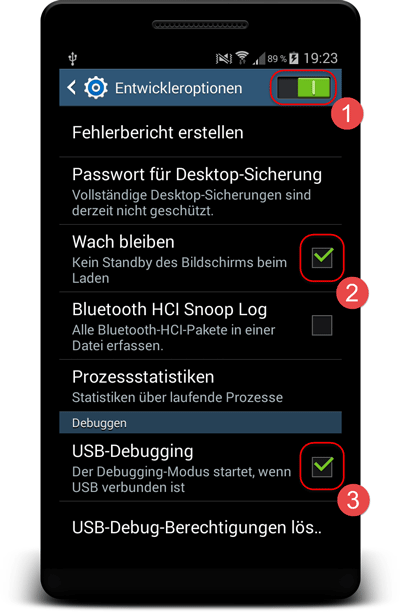 89 % 19:23
Entwickleroptionen
1
Fehlerbericht erstellen
Passwort für Desktop-Sicherung
Vollständige Desktop-Sicherungen sind
derzeit nicht geschützt.
Wach bleiben
Kein Standby des Bildschirms beim
Laden
2
Bluetooth HCI Snoop Log
Alle Bluetooth-HCI-Pakete in einer
Datei erfassen.
Prozessstatistiken
Statistiken über laufende Prozesse
Debuggen
USB-Debugging
Der Debugging-Modus startet, wenn
USB verbunden ist
3
USB-Debug-Berechtigungen lös..